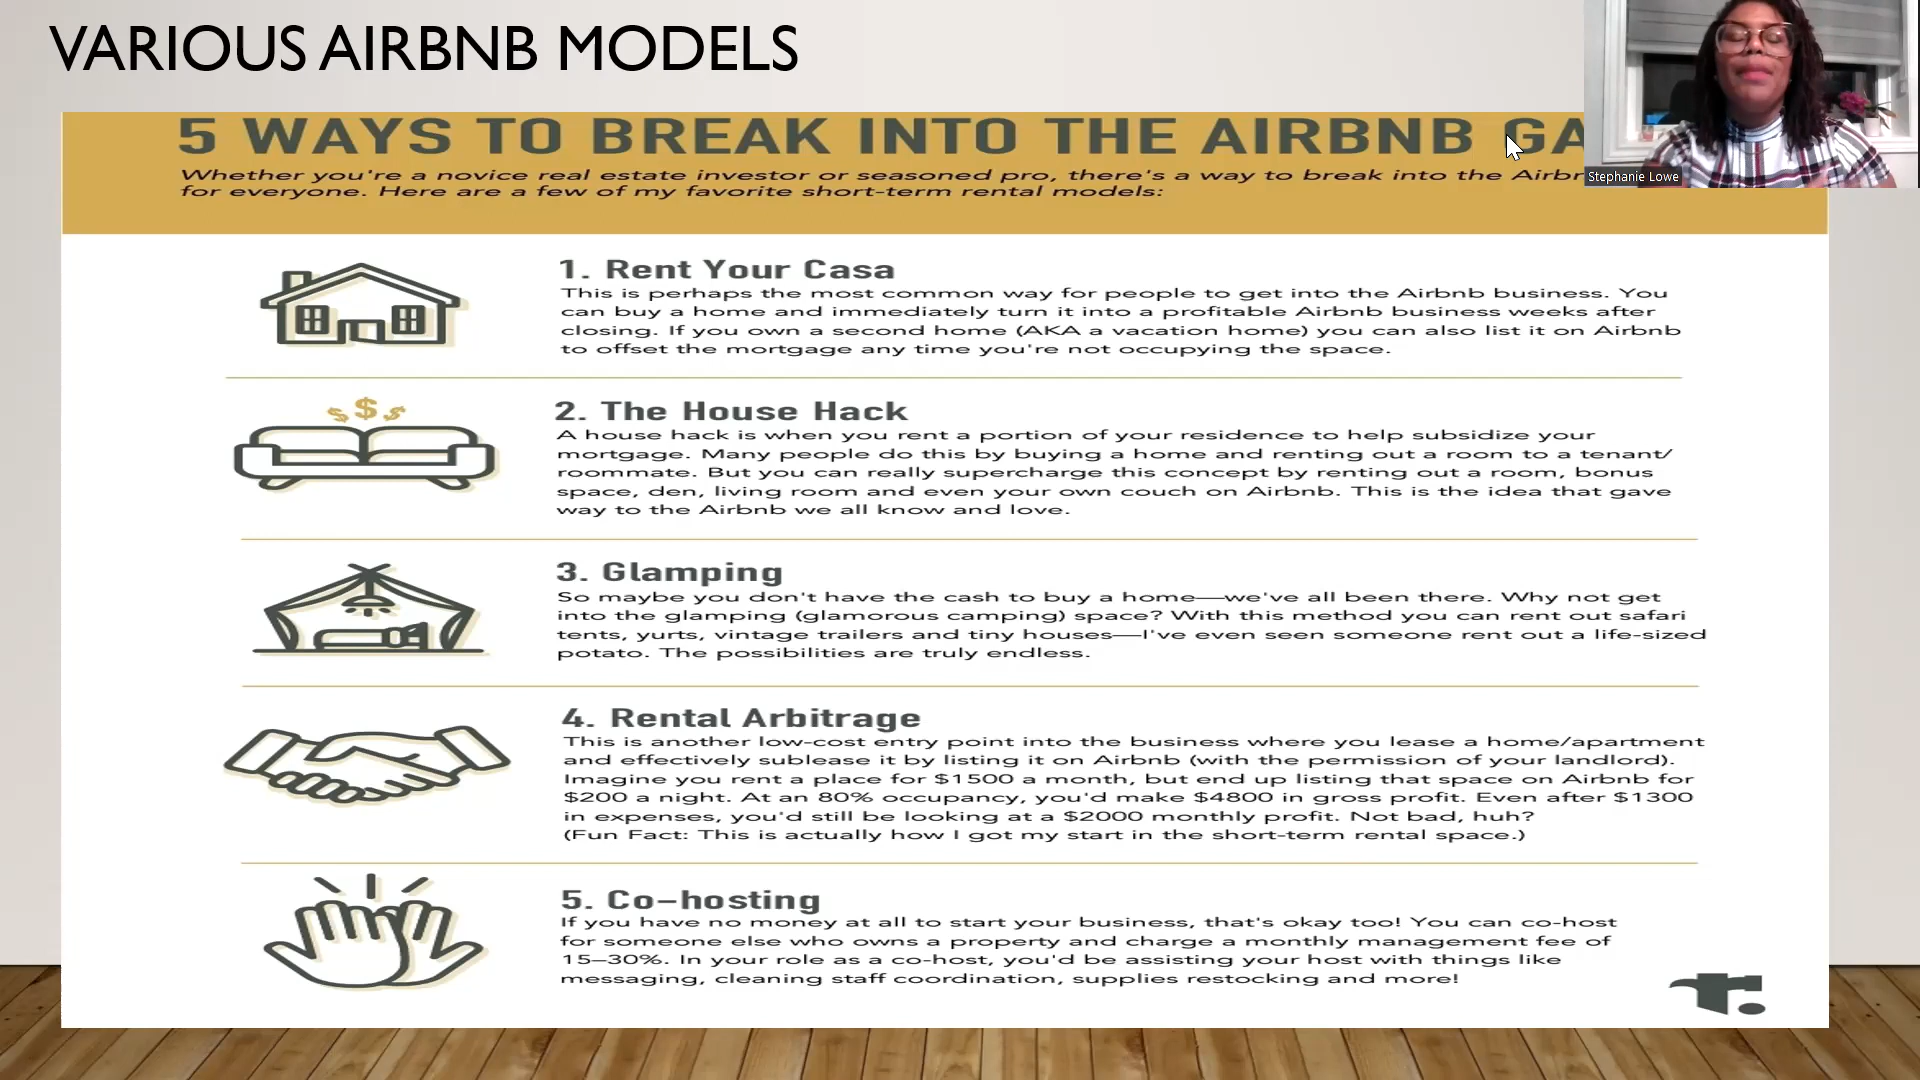 VARIOUS AIRBNB MODELS
5 WAYS TO BREAK INTO THE AIRBNB GA
Whether you're a novice real estate investor or seasoned pro, there's a way to break into the Airbn
for everyone. Here are a few of my favorite short-term rental models:
Stephanie Lowe
1. Rent Your Casa
This is perhaps the most common way for people to get into the Airbnb business. You
can buy a home and immediately turn it into a profitable Airbnb business weeks after
closing. If you own a second home (AKA a vacation home) you can also list it on Airbnb
to offset the mortgage any time you're not occupying the space.
$ $ $
2. The House Hack
A house hack is when you rent a portion of your residence to help subsidize your
mortgage. Many people do this by buying a home and renting out a room to a tenant/
roommate. But you can really supercharge this concept by renting out a room, bonus
space, den, living room and even your own couch on Airbnb. This is the idea that gave
way to the Airbnb we all know and love.
3. Glamping
So maybe you don't have the cash to buy a home—we've all been there. Why not get
into the glamping (glamorous camping) space? With this method you can rent out safari
tents, yurts, vintage trailers and tiny houses—I've even seen someone rent out a life-sized
potato. The possibilities are truly endless.
4. Rental Arbitrage
This is another low-cost entry point into the business where you lease a home/apartment
and effectively sublease it by listing it on Airbnb (with the permission of your landlord).
Imagine you rent a place for $1500 a month, but end up listing that space on Airbnb for
$200 a night. At an 80% occupancy, you'd make $4800 in gross profit. Even after $1300
in expenses, you'd still be looking at a $2000 monthly profit. Not bad, huh?
(Fun Fact: This is actually how I got my start in the short-term rental space.)
5. Co-hosting
If you have no money at all to start your business, that's okay too! You can co-host
for someone else who owns a property and charge a monthly management fee of
15–30%. In your role as a co-host, you'd be assisting your host with things like
messaging, cleaning staff coordination, supplies restocking and more!